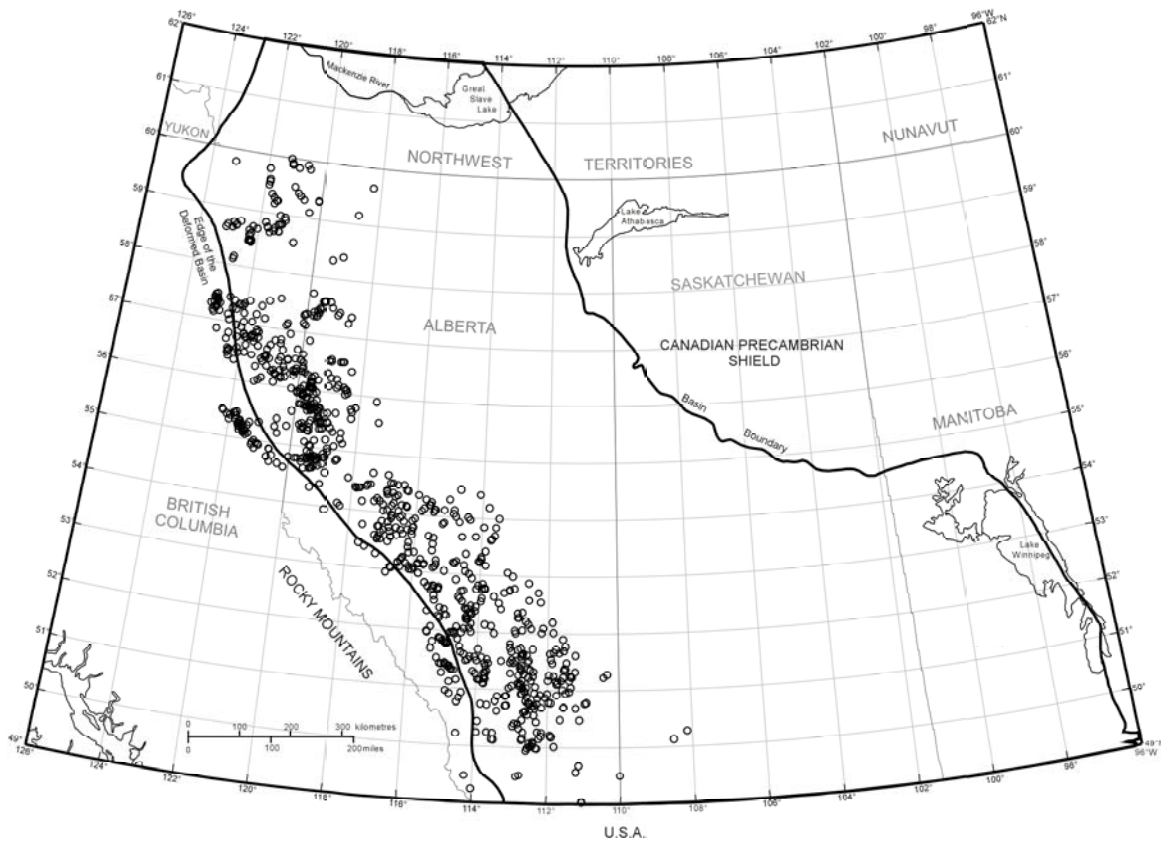 126° 124° 122° 120° 118° 116° 114° 112° 110° 108° 106° 104° 102° 100° 98° 96°W
62° 62°N
61° 61°
60° 60°
59° 59°
58° 58°
57° 57°
56° 56°
55° 55°
54° 54°
53° 53°
52° 52°
51° 51°
50° 50°
49° 49°N
Mackenzie River
Great
Slave
Lake
YUKON
NORTHWEST TERRITORIES
NUNAVUT
Edge of the
Deformed Basin
Lake
Athabasca
SASKATCHEWAN
ALBERTA
CANADIAN PRECAMBRIAN
SHIELD
Basin Boundary
MANITOBA
BRITISH
COLUMBIA
Lake
Winnipeg
ROCKY MOUNTAINS
0 100 200 300 kilometres
0 100 200miles
126° 124° 122° 120° 118° 116° 114° 112° 110° 108° 106° 104° 102° 100° 98° 96°W
U.S.A.